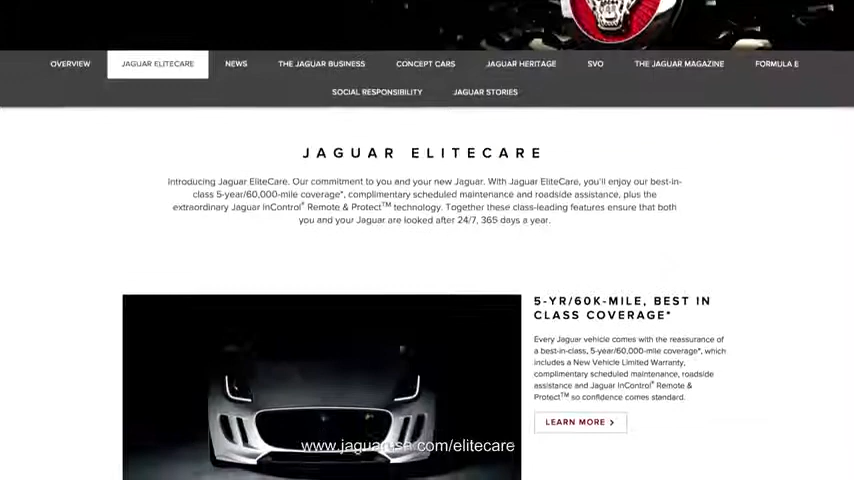 OVERVIEW
JAGUAR ELITECARE
NEWS
THE JAGUAR BUSINESS
CONCEPT CARS
JAGUAR HERITAGE
SVO
THE JAGUAR MAGAZINE
FORMULA E
SOCIAL RESPONSIBILITY
JAGUAR STORIES
JAGUAR ELITECARE
Introducing Jaguar EliteCare. Our commitment to you and your new Jaguar. With Jaguar EliteCare, you'll enjoy our best-in-
class 5-year/60,000-mile coverage*, complimentary scheduled maintenance and roadside assistance, plus the
extraordinary Jaguar InControl® Remote & Protect™ technology. Together these class-leading features ensure that both
you and your Jaguar are looked after 24/7, 365 days a year.
5-YR/60K-MILE, BEST IN
CLASS COVERAGE*
Every Jaguar vehicle comes with the reassurance of
a best-in-class, 5-year/60,000-mile coverage*, which
includes a New Vehicle Limited Warranty,
complimentary scheduled maintenance, roadside
assistance and Jaguar InControl® Remote &
Protect™ so confidence comes standard.
LEARN MORE >
www.jaguarusa.com/elitecare